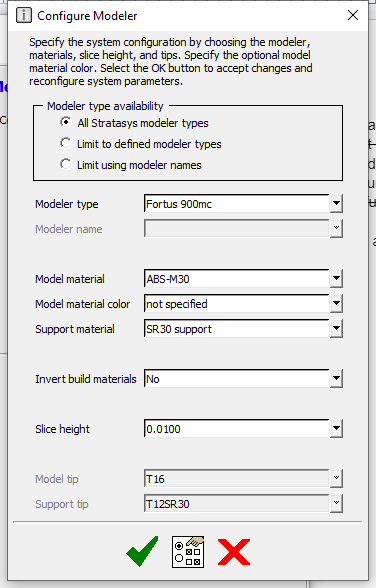 Configure Modeler
Specify the system configuration by choosing the modeler,
materials, slice height, and tips. Specify the optional model
material color. Select the OK button to accept changes and
reconfigure system parameters.
Modeler type availability
All Stratasys modeler types
Limit to defined modeler types
Limit using modeler names
Modeler type Fortus 900mc
Modeler name
Model material ABS-M30
Model material color not specified
Support material SR30 support
Invert build materials No
Slice height 0.0100
Model tip T16
Support tip T12SR30